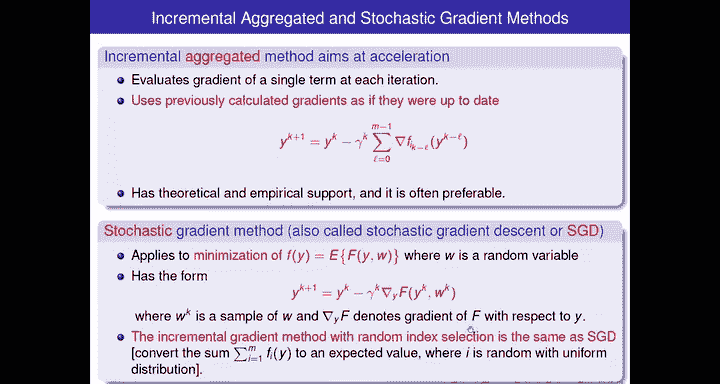 Incremental Aggregated and Stochastic Gradient Methods
Incremental aggregated method aims at acceleration
Evaluates gradient of a single term at each iteration.
Uses previously calculated gradients as if they were up to date
y^{k+1} = y^k − γ^k ∑_{ℓ=0}^{m−1} ∇f_{i_{k−ℓ}}(y^{k−ℓ})
Has theoretical and empirical support, and it is often preferable.
Stochastic gradient method (also called stochastic gradient descent or SGD)
Applies to minimization of f(y) = E{F(y, w)} where w is a random variable
Has the form
y^{k+1} = y^k − γ^k ∇_y F(y^k, w^k)
where w^k is a sample of w and ∇_y F denotes gradient of F with respect to y.
The incremental gradient method with random index selection is the same as SGD
[convert the sum ∑_{i=1}^m f_i(y) to an expected value, where i is random with uniform
distribution].